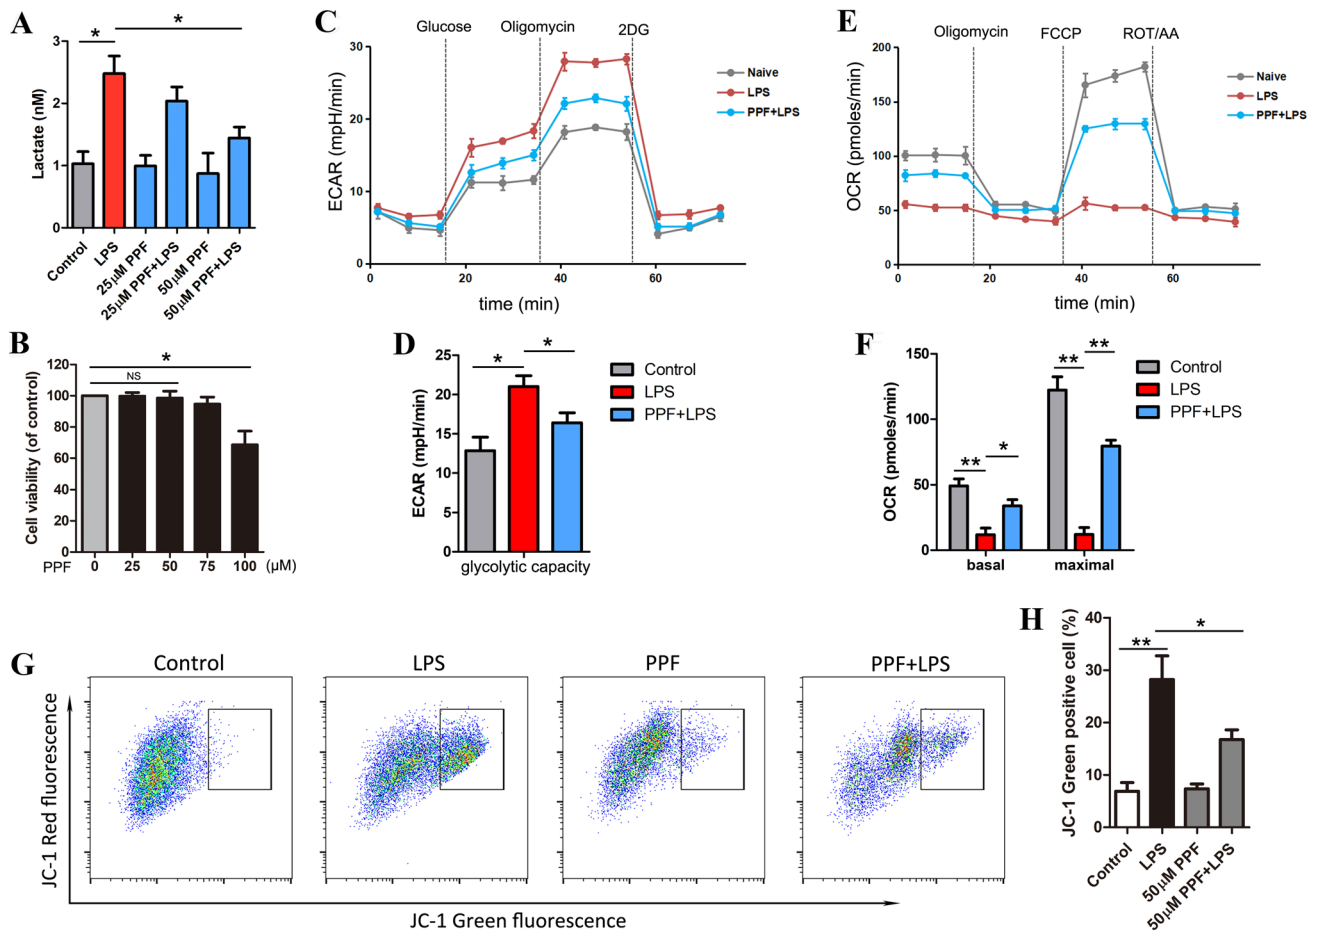 A
3
2
1
0
Lactate (nM)
*
*
Control
LPS
25μM PPF
25μM PPF+LPS
50μM PPF
50μM PPF+LPS
B
120
100
80
60
40
20
0
Cell viability (of control)
*
NS
PPF 0 25 50 75 100 (μM)
C
Glucose Oligomycin 2DG
30
20
10
0
ECAR (mpH/min)
0 20 40 60
time (min)
Naive
LPS
PPF+LPS
D
25
20
15
10
5
0
ECAR (mpH/min)
* *
glycolytic capacity
Control
LPS
PPF+LPS
E
Oligomycin FCCP ROT/AA
200
150
100
50
0
OCR (pmoles/min)
0 20 40 60
time (min)
Naive
LPS
PPF+LPS
F
150
100
50
0
OCR (pmoles/min)
** *
** **
basal maximal
Control
LPS
PPF+LPS
G
Control LPS PPF PPF+LPS
JC-1 Red fluorescence
JC-1 Green fluorescence
H
40
30
20
10
0
JC-1 Green positive cell (%)
**
*
Control
LPS
50μM PPF
50μM PPF+LPS